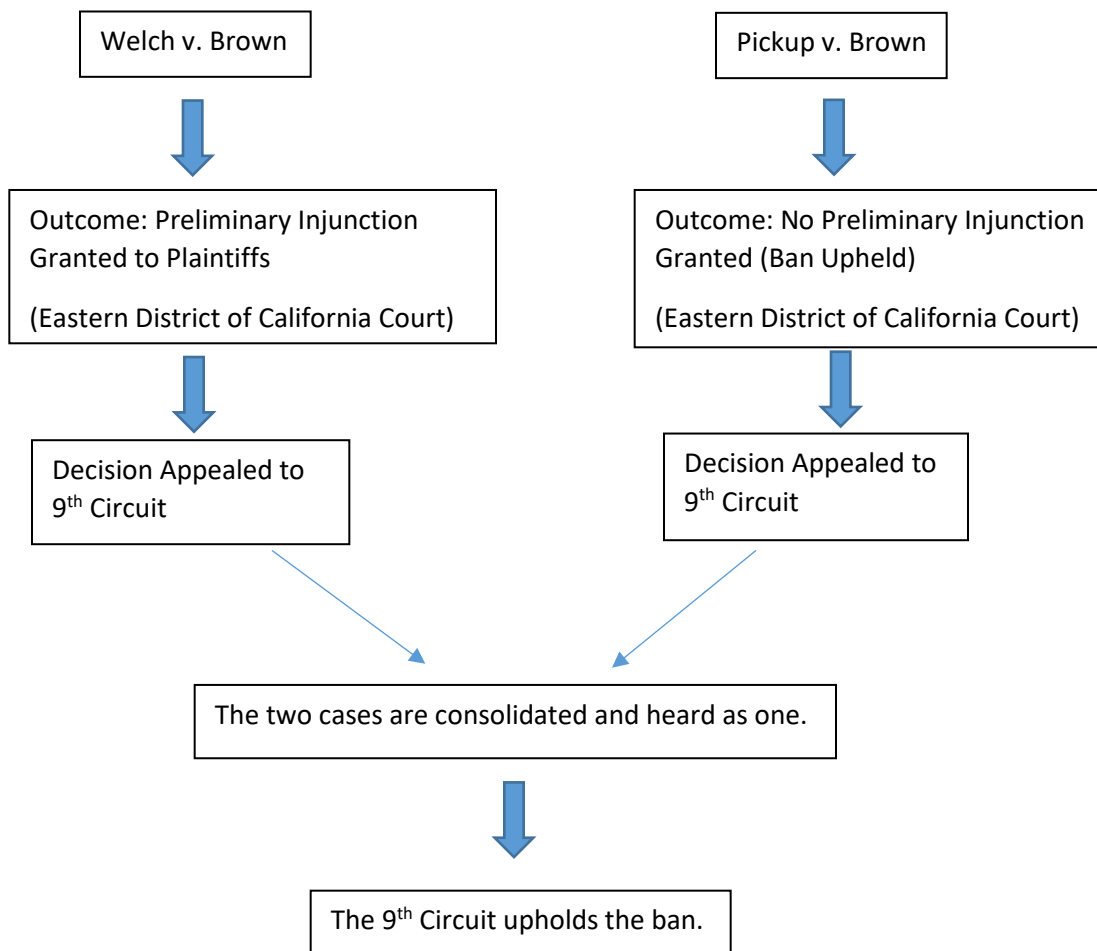 Welch v. Brown
Pickup v. Brown
Outcome: Preliminary Injunction
Granted to Plaintiffs
(Eastern District of California Court)
Outcome: No Preliminary Injunction
Granted (Ban Upheld)
(Eastern District of California Court)
Decision Appealed to
9th Circuit
Decision Appealed to
9th Circuit
The two cases are consolidated and heard as one.
The 9th Circuit upholds the ban.